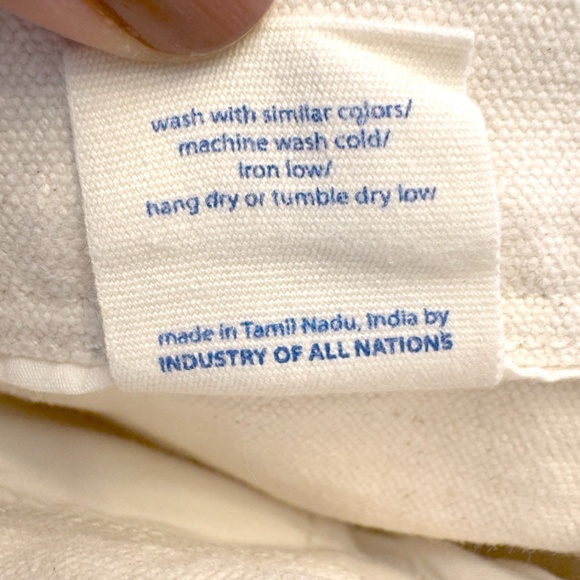 wash with similar colors/
machine wash cold/
iron low/
hang dry or tumble dry low
made in Tamil Nadu, India by
INDUSTRY OF ALL NATIONS